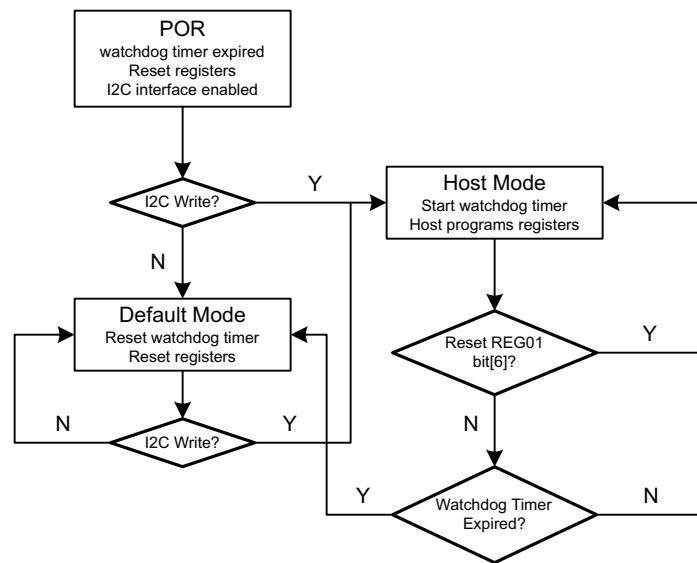 POR
watchdog timer expired
Reset registers
I2C interface enabled
I2C Write?
Y
N
Host Mode
Start watchdog timer
Host programs registers
Default Mode
Reset watchdog timer
Reset registers
Reset REG01
bit[6]?
Y
N
I2C Write?
N
Y
Watchdog Timer
Expired?
Y
N